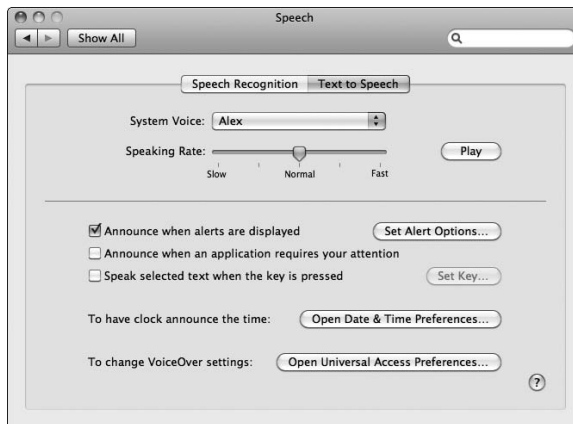 Speech
Show All
Speech Recognition Text to Speech
System Voice: Alex
Speaking Rate: Play
Slow Normal Fast
Announce when alerts are displayed Set Alert Options...
Announce when an application requires your attention
Speak selected text when the key is pressed Set Key...
To have clock announce the time: Open Date & Time Preferences...
To change VoiceOver settings: Open Universal Access Preferences...
?